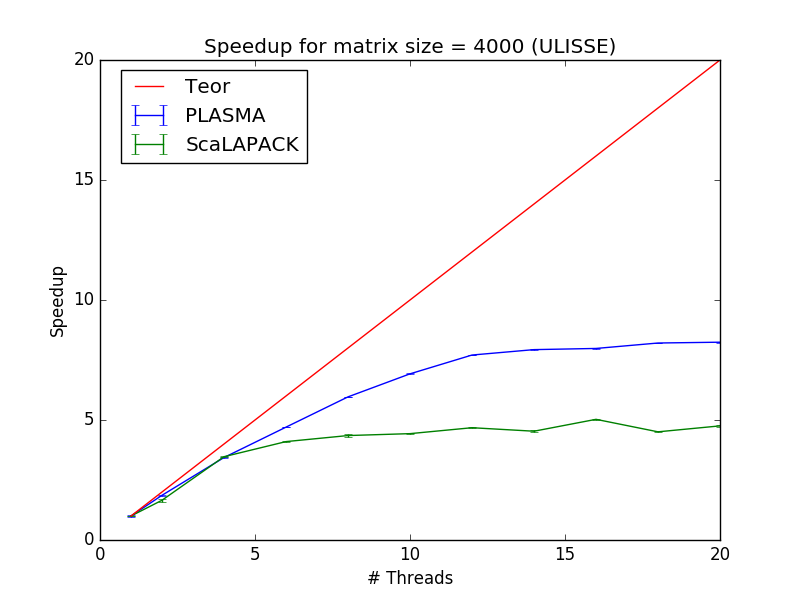 Speedup for matrix size = 4000 (ULISSE)
Teor
PLASMA
ScaLAPACK
20
15
10
5
0
Speedup
0 5 10 15 20
# Threads